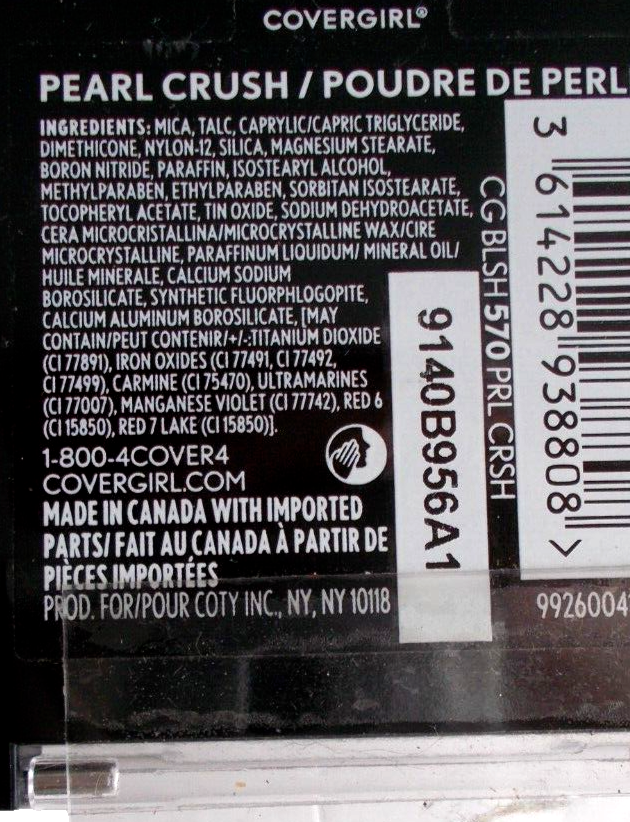 COVERGIRL®
PEARL CRUSH / POUDRE DE PERL
INGREDIENTS: MICA, TALC, CAPRYLIC/CAPRIC TRIGLYCERIDE,
DIMETHICONE, NYLON-12, SILICA, MAGNESIUM STEARATE,
BORON NITRIDE, PARAFFIN, ISOSTEARYL ALCOHOL,
METHYLPARABEN, ETHYLPARABEN, SORBITAN ISOSTEARATE,
TOCOPHERYL ACETATE, TIN OXIDE, SODIUM DEHYDROACETATE,
CERA MICROCRISTALLINA/MICROCRYSTALLINE WAX/CIRE
MICROCRYSTALLINE, PARAFFINUM LIQUIDUM/ MINERAL OIL/
HUILE MINERALE, CALCIUM SODIUM
BOROSILICATE, SYNTHETIC FLUORPHLOGOPITE,
CALCIUM ALUMINUM BOROSILICATE, [MAY
CONTAIN/PEUT CONTENIR/+/-:TITANIUM DIOXIDE
(CI 77891), IRON OXIDES (CI 77491, CI 77492,
CI 77499), CARMINE (CI 75470), ULTRAMARINES
(CI 77007), MANGANESE VIOLET (CI 77742), RED 6
(CI 15850), RED 7 LAKE (CI 15850)].
1-800-4COVER4
COVERGIRL.COM
MADE IN CANADA WITH IMPORTED
PARTS/ FAIT AU CANADA À PARTIR DE
PIÈCES IMPORTÉES
PROD. FOR/POUR COTY INC., NY, NY 10118
9140B956A1
CG BLSH 570 PRL CRSH
3 614228 938808 >
9926004